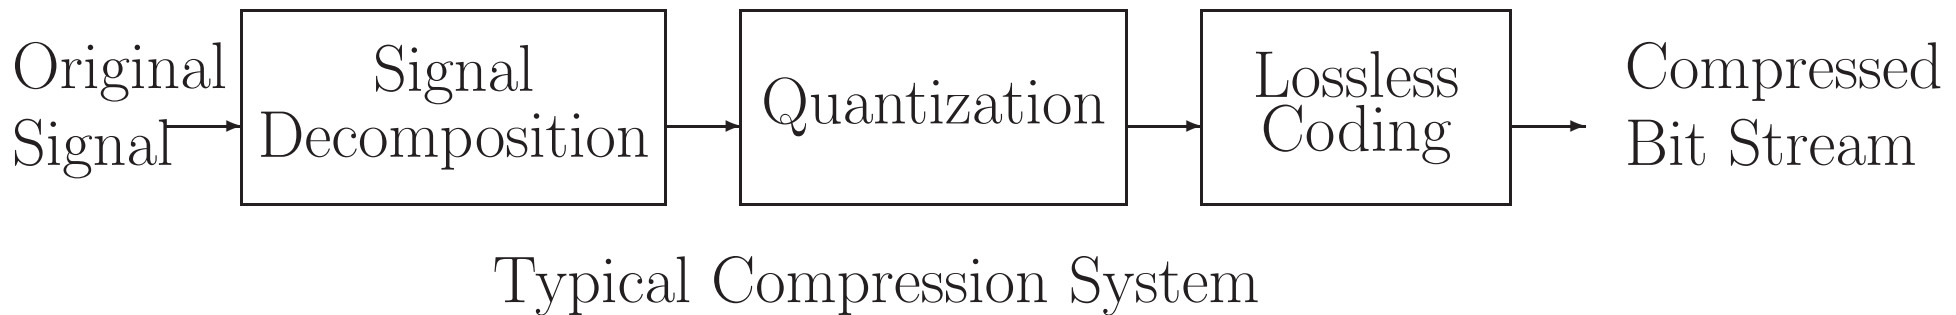 Original
Signal
Signal
Decomposition
Quantization
Lossless
Coding
Compressed
Bit Stream
Typical Compression System